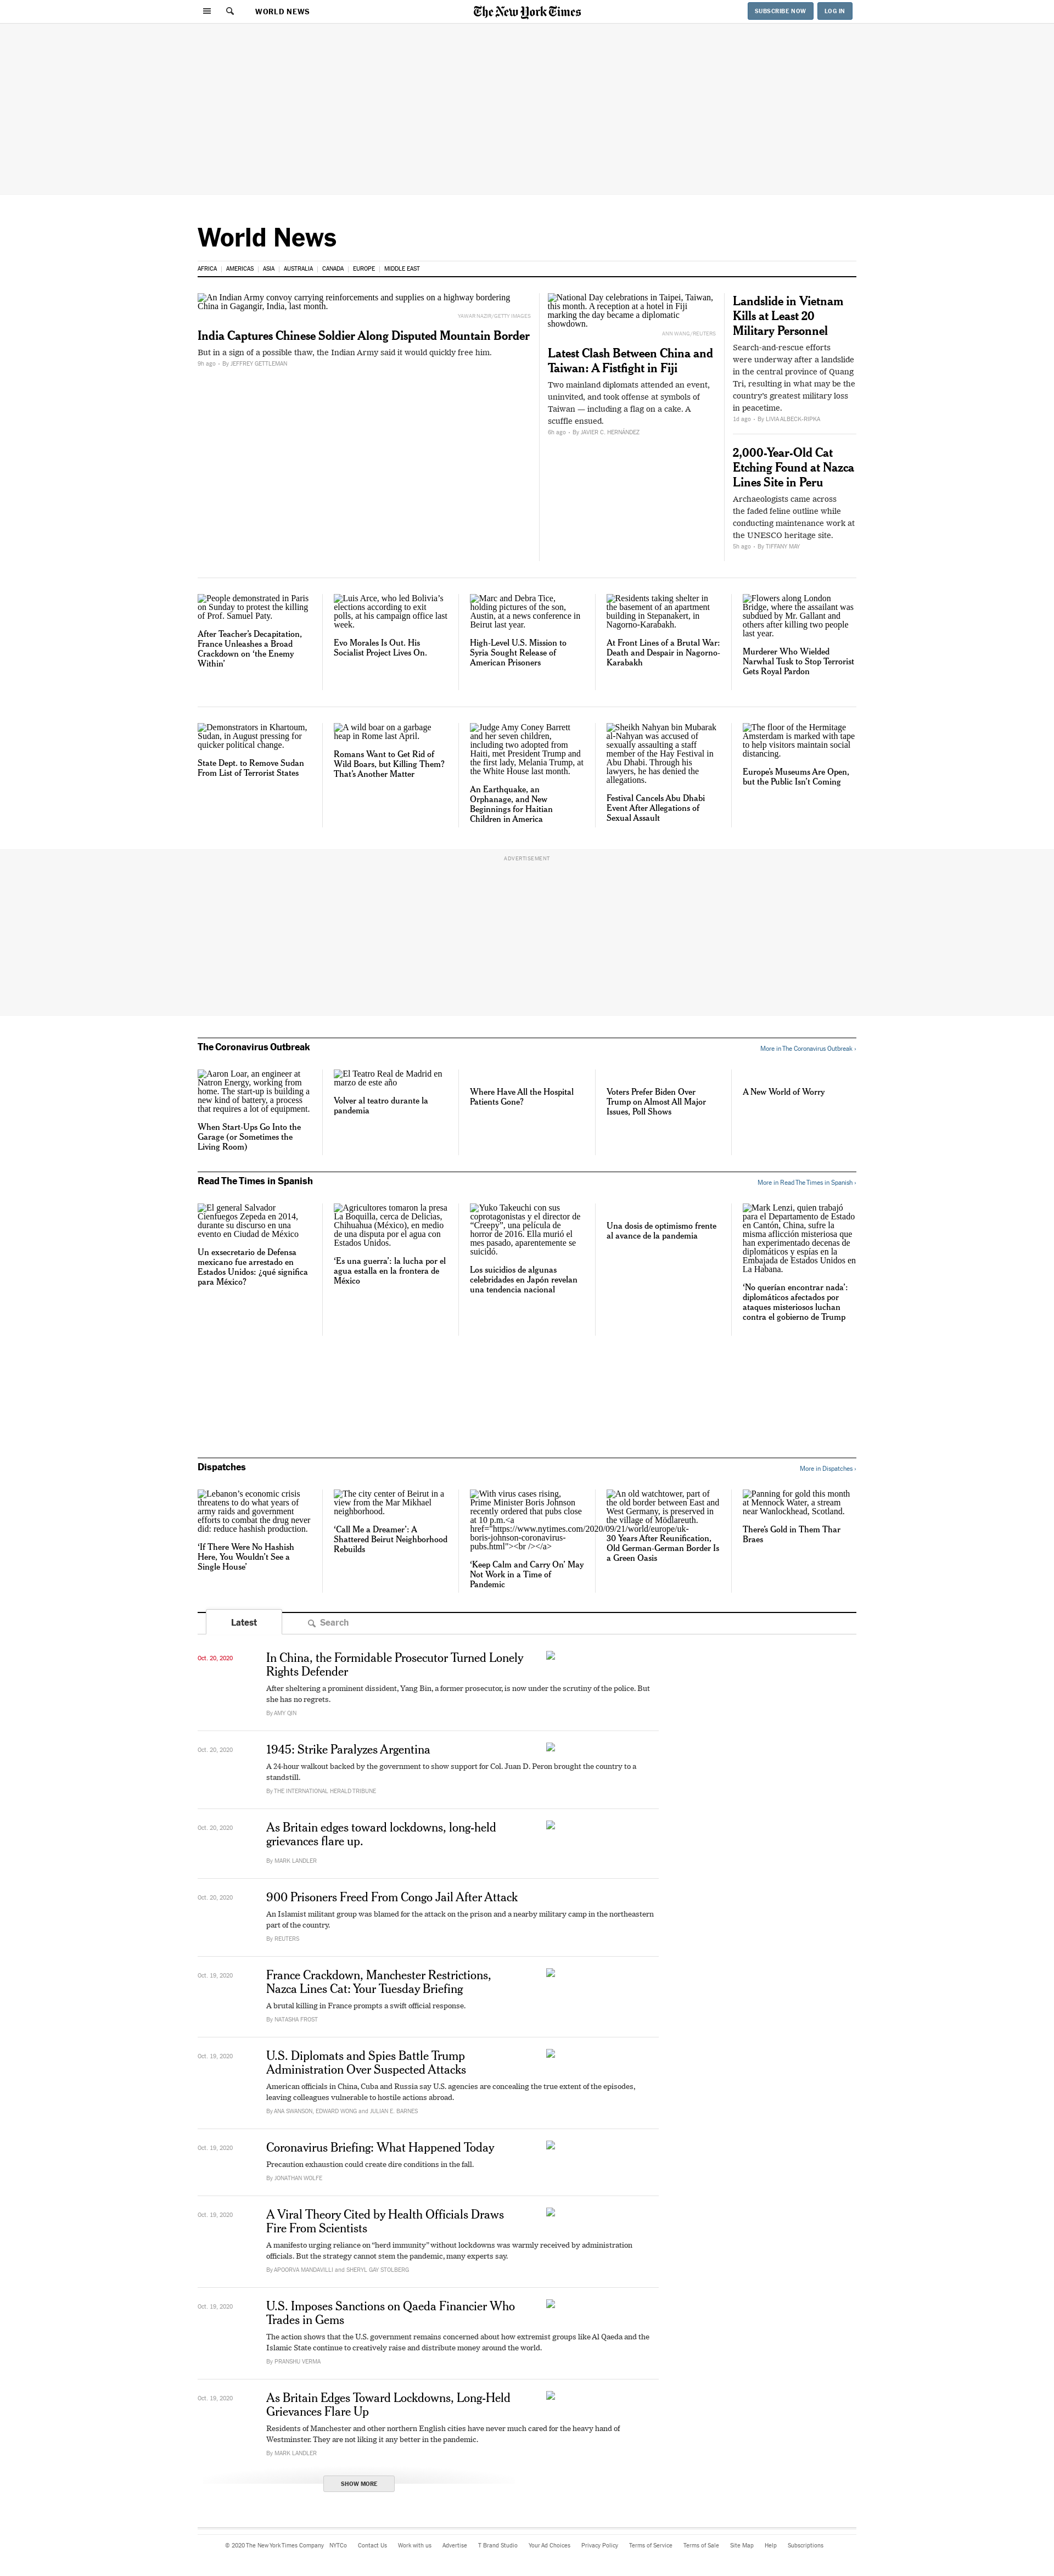 WORLD NEWS
The New York Times
SUBSCRIBE NOW
LOG IN
World News
AFRICA
AMERICAS
ASIA
AUSTRALIA
CANADA
EUROPE
MIDDLE EAST
An Indian Army convoy carrying reinforcements and supplies on a highway bordering
China in Gagangir, India, last month.
YAWAR NAZIR/GETTY IMAGES
India Captures Chinese Soldier Along Disputed Mountain Border
But in a sign of a possible thaw, the Indian Army said it would quickly free him.
9h ago • By JEFFREY GETTLEMAN
National Day celebrations in Taipei, Taiwan,
this month. A reception at a hotel in Fiji
marking the day became a diplomatic
showdown.
ANN WANG/REUTERS
Latest Clash Between China and
Taiwan: A Fistfight in Fiji
Two mainland diplomats attended an event,
uninvited, and took offense at symbols of
Taiwan — including a flag on a cake. A
scuffle ensued.
6h ago • By JAVIER C. HERNÁNDEZ
Landslide in Vietnam
Kills at Least 20
Military Personnel
Search-and-rescue efforts
were underway after a landslide
in the central province of Quang
Tri, resulting in what may be the
country's greatest military loss
in peacetime.
1d ago • By LIVIA ALBECK-RIPKA
2,000-Year-Old Cat
Etching Found at Nazca
Lines Site in Peru
Archaeologists came across
the faded feline outline while
conducting maintenance work at
the UNESCO heritage site.
5h ago • By TIFFANY MAY
People demonstrated in Paris
on Sunday to protest the killing
of Prof. Samuel Paty.
After Teacher's Decapitation,
France Unleashes a Broad
Crackdown on 'the Enemy
Within'
Luis Arce, who led Bolivia's
elections according to exit
polls, at his campaign office last
week.
Evo Morales Is Out. His
Socialist Project Lives On.
Marc and Debra Tice,
holding pictures of the son,
Austin, at a news conference in
Beirut last year.
High-Level U.S. Mission to
Syria Sought Release of
American Prisoners
Residents taking shelter in
the basement of an apartment
building in Stepanakert, in
Nagorno-Karabakh.
At Front Lines of a Brutal War:
Death and Despair in Nagorno-
Karabakh
Flowers along London
Bridge, where the assailant was
subdued by Mr. Gallant and
others after killing two people
last year.
Murderer Who Wielded
Narwhal Tusk to Stop Terrorist
Gets Royal Pardon
Demonstrators in Khartoum,
Sudan, in August pressing for
quicker political change.
State Dept. to Remove Sudan
From List of Terrorist States
A wild boar on a garbage
heap in Rome last April.
Romans Want to Get Rid of
Wild Boars, but Killing Them?
That's Another Matter
Judge Amy Coney Barrett
and her seven children,
including two adopted from
Haiti, met President Trump and
the first lady, Melania Trump, at
the White House last month.
An Earthquake, an
Orphanage, and New
Beginnings for Haitian
Children in America
Sheikh Nahyan bin Mubarak
al-Nahyan was accused of
sexually assaulting a staff
member of the Hay Festival in
Abu Dhabi. Through his
lawyers, he has denied the
allegations.
Festival Cancels Abu Dhabi
Event After Allegations of
Sexual Assault
The floor of the Hermitage
Amsterdam is marked with tape
to help visitors maintain social
distancing.
Europe's Museums Are Open,
but the Public Isn't Coming
ADVERTISEMENT
The Coronavirus Outbreak
More in The Coronavirus Outbreak ›
Aaron Loar, an engineer at
Natron Energy, working from
home. The start-up is building a
new kind of battery, a process
that requires a lot of equipment.
When Start-Ups Go Into the
Garage (or Sometimes the
Living Room)
El Teatro Real de Madrid en
marzo de este año
Volver al teatro durante la
pandemia
Where Have All the Hospital
Patients Gone?
Voters Prefer Biden Over
Trump on Almost All Major
Issues, Poll Shows
A New World of Worry
Read The Times in Spanish
More in Read The Times in Spanish ›
El general Salvador
Cienfuegos Zepeda en 2014,
durante su discurso en una
evento en Ciudad de México
Un exsecretario de Defensa
mexicano fue arrestado en
Estados Unidos: ¿qué significa
para México?
Agricultores tomaron la presa
La Boquilla, cerca de Delicias,
Chihuahua (México), en medio
de una disputa por el agua con
Estados Unidos.
'Es una guerra': la lucha por el
agua estalla en la frontera de
México
Yuko Takeuchi con sus
coprotagonistas y el director de
"Creepy", una película de
horror de 2016. Ella murió el
mes pasado, aparentemente se
suicidó.
Los suicidios de algunas
celebridades en Japón revelan
una tendencia nacional
Una dosis de optimismo frente
al avance de la pandemia
Mark Lenzi, quien trabajó
para el Departamento de Estado
en Cantón, China, sufre la
misma aflicción misteriosa que
han experimentado decenas de
diplomáticos y espías en la
Embajada de Estados Unidos en
La Habana.
'No querían encontrar nada':
diplomáticos afectados por
ataques misteriosos luchan
contra el gobierno de Trump
Dispatches
More in Dispatches ›
Lebanon's economic crisis
threatens to do what years of
army raids and government
efforts to combat the drug never
did: reduce hashish production.
'If There Were No Hashish
Here, You Wouldn't See a
Single House'
The city center of Beirut in a
view from the Mar Mikhael
neighborhood.
'Call Me a Dreamer': A
Shattered Beirut Neighborhood
Rebuilds
With virus cases rising,
Prime Minister Boris Johnson
recently ordered that pubs close
at 10 p.m.<a
href="https://www.nytimes.com/2020/09/21/world/europe/uk-
boris-johnson-coronavirus-
pubs.html"><br /></a>
'Keep Calm and Carry On' May
Not Work in a Time of
Pandemic
An old watchtower, part of
the old border between East and
West Germany, is preserved in
the village of Mödlareuth.
30 Years After Reunification,
Old German-German Border Is
a Green Oasis
Panning for gold this month
at Mennock Water, a stream
near Wanlockhead, Scotland.
There's Gold in Them Thar
Braes
Latest
Search
Oct. 20, 2020
In China, the Formidable Prosecutor Turned Lonely
Rights Defender
After sheltering a prominent dissident, Yang Bin, a former prosecutor, is now under the scrutiny of the police. But
she has no regrets.
By AMY QIN
Oct. 20, 2020
1945: Strike Paralyzes Argentina
A 24-hour walkout backed by the government to show support for Col. Juan D. Peron brought the country to a
standstill.
By THE INTERNATIONAL HERALD TRIBUNE
Oct. 20, 2020
As Britain edges toward lockdowns, long-held
grievances flare up.
By MARK LANDLER
Oct. 20, 2020
900 Prisoners Freed From Congo Jail After Attack
An Islamist militant group was blamed for the attack on the prison and a nearby military camp in the northeastern
part of the country.
By REUTERS
Oct. 19, 2020
France Crackdown, Manchester Restrictions,
Nazca Lines Cat: Your Tuesday Briefing
A brutal killing in France prompts a swift official response.
By NATASHA FROST
Oct. 19, 2020
U.S. Diplomats and Spies Battle Trump
Administration Over Suspected Attacks
American officials in China, Cuba and Russia say U.S. agencies are concealing the true extent of the episodes,
leaving colleagues vulnerable to hostile actions abroad.
By ANA SWANSON, EDWARD WONG and JULIAN E. BARNES
Oct. 19, 2020
Coronavirus Briefing: What Happened Today
Precaution exhaustion could create dire conditions in the fall.
By JONATHAN WOLFE
Oct. 19, 2020
A Viral Theory Cited by Health Officials Draws
Fire From Scientists
A manifesto urging reliance on "herd immunity" without lockdowns was warmly received by administration
officials. But the strategy cannot stem the pandemic, many experts say.
By APOORVA MANDAVILLI and SHERYL GAY STOLBERG
Oct. 19, 2020
U.S. Imposes Sanctions on Qaeda Financier Who
Trades in Gems
The action shows that the U.S. government remains concerned about how extremist groups like Al Qaeda and the
Islamic State continue to creatively raise and distribute money around the world.
By PRANSHU VERMA
Oct. 19, 2020
As Britain Edges Toward Lockdowns, Long-Held
Grievances Flare Up
Residents of Manchester and other northern English cities have never much cared for the heavy hand of
Westminster. They are not liking it any better in the pandemic.
By MARK LANDLER
SHOW MORE
© 2020 The New York Times Company
NYTCo
Contact Us
Work with us
Advertise
T Brand Studio
Your Ad Choices
Privacy Policy
Terms of Service
Terms of Sale
Site Map
Help
Subscriptions